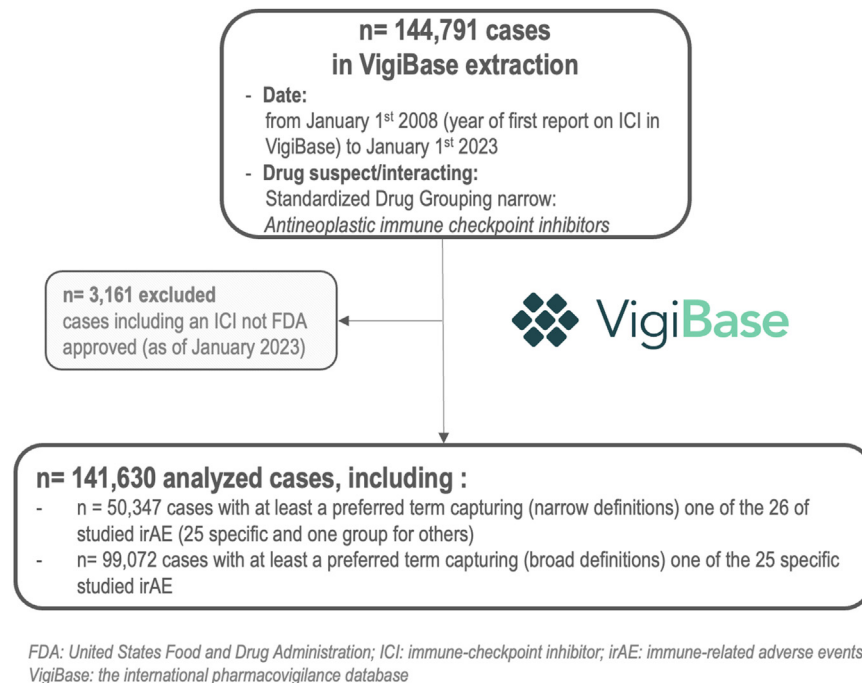 n= 144,791 cases
in VigiBase extraction
- Date:
from January 1st 2008 (year of first report on ICI in
VigiBase) to January 1st 2023
- Drug suspect/interacting:
Standardized Drug Grouping narrow:
Antineoplastic immune checkpoint inhibitors
n= 3,161 excluded
cases including an ICI not FDA
approved (as of January 2023)
VigiBase
n= 141,630 analyzed cases, including :
- n = 50,347 cases with at least a preferred term capturing (narrow definitions) one of the 26 of
studied irAE (25 specific and one group for others)
- n= 99,072 cases with at least a preferred term capturing (broad definitions) one of the 25 specific
studied irAE
FDA: United States Food and Drug Administration; ICI: immune-checkpoint inhibitor; irAE: immune-related adverse events
VigiBase: the international pharmacovigilance database